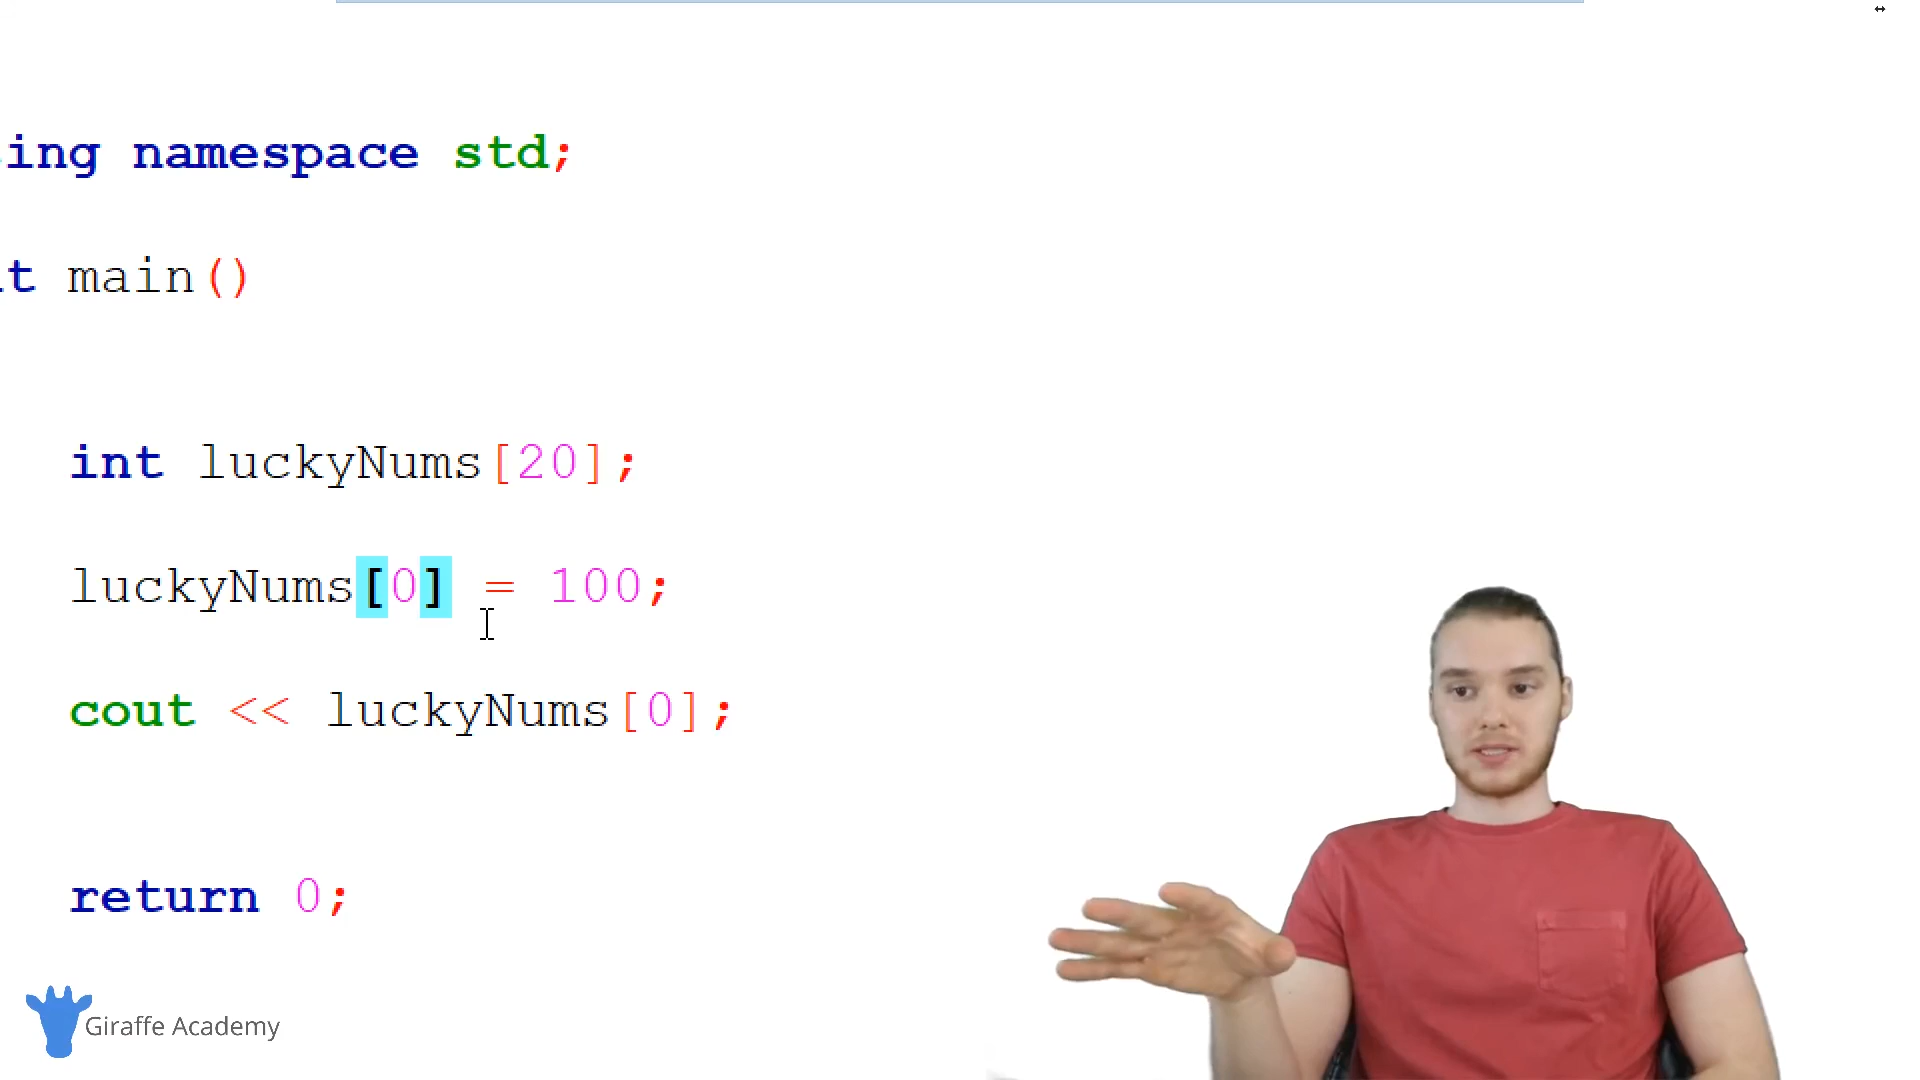 ing namespace std;
t main()
int luckyNums[20];
luckyNums[0] = 100;
cout << luckyNums[0];
return 0;
Giraffe Academy